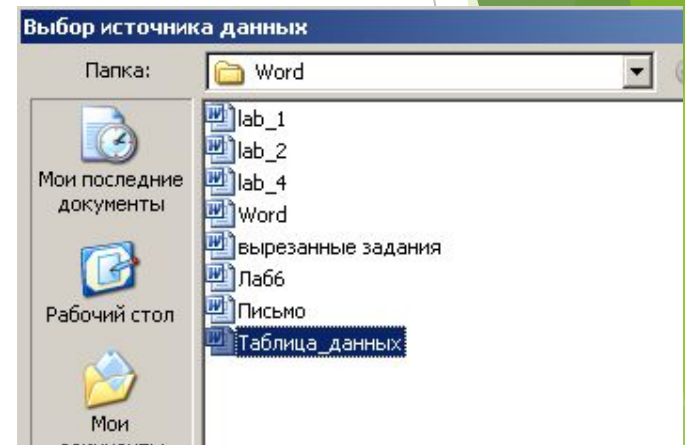 Выбор источника данных
Папка:
Word
lab_1
lab_2
lab_4
Word
вырезанные задания
Лаб6
Письмо
Таблица_данных
Мои последние
документы
Рабочий стол
Мои